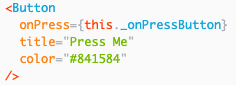 <Button
  onPress={this._onPressButton}
  title="Press Me"
  color="#841584"
/>